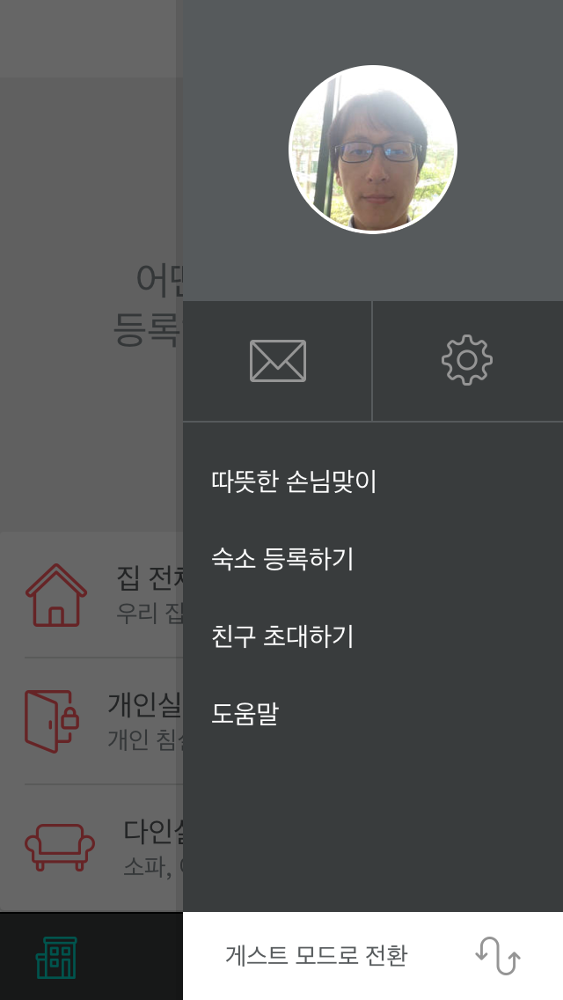 어떤
등록
따뜻한 손님맞이
숙소 등록하기
친구 초대하기
도움말
집 전체
우리 집
개인실
개인 침실
다인실
소파,
게스트 모드로 전환